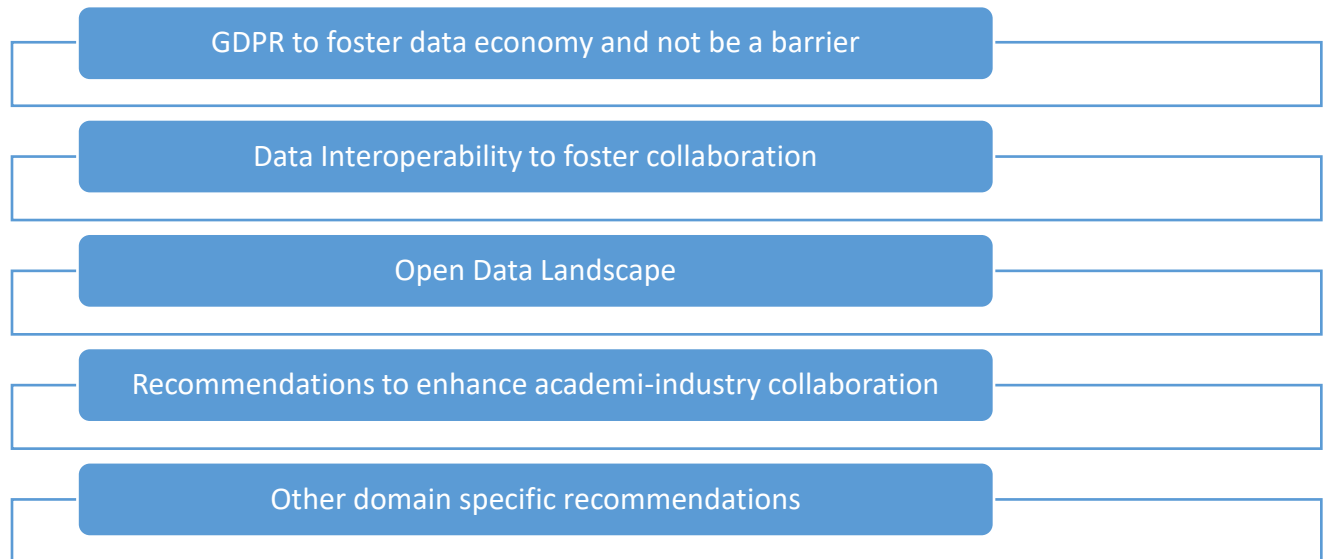 GDPR to foster data economy and not be a barrier
Data Interoperability to foster collaboration
Open Data Landscape
Recommendations to enhance academi-industry collaboration
Other domain specific recommendations